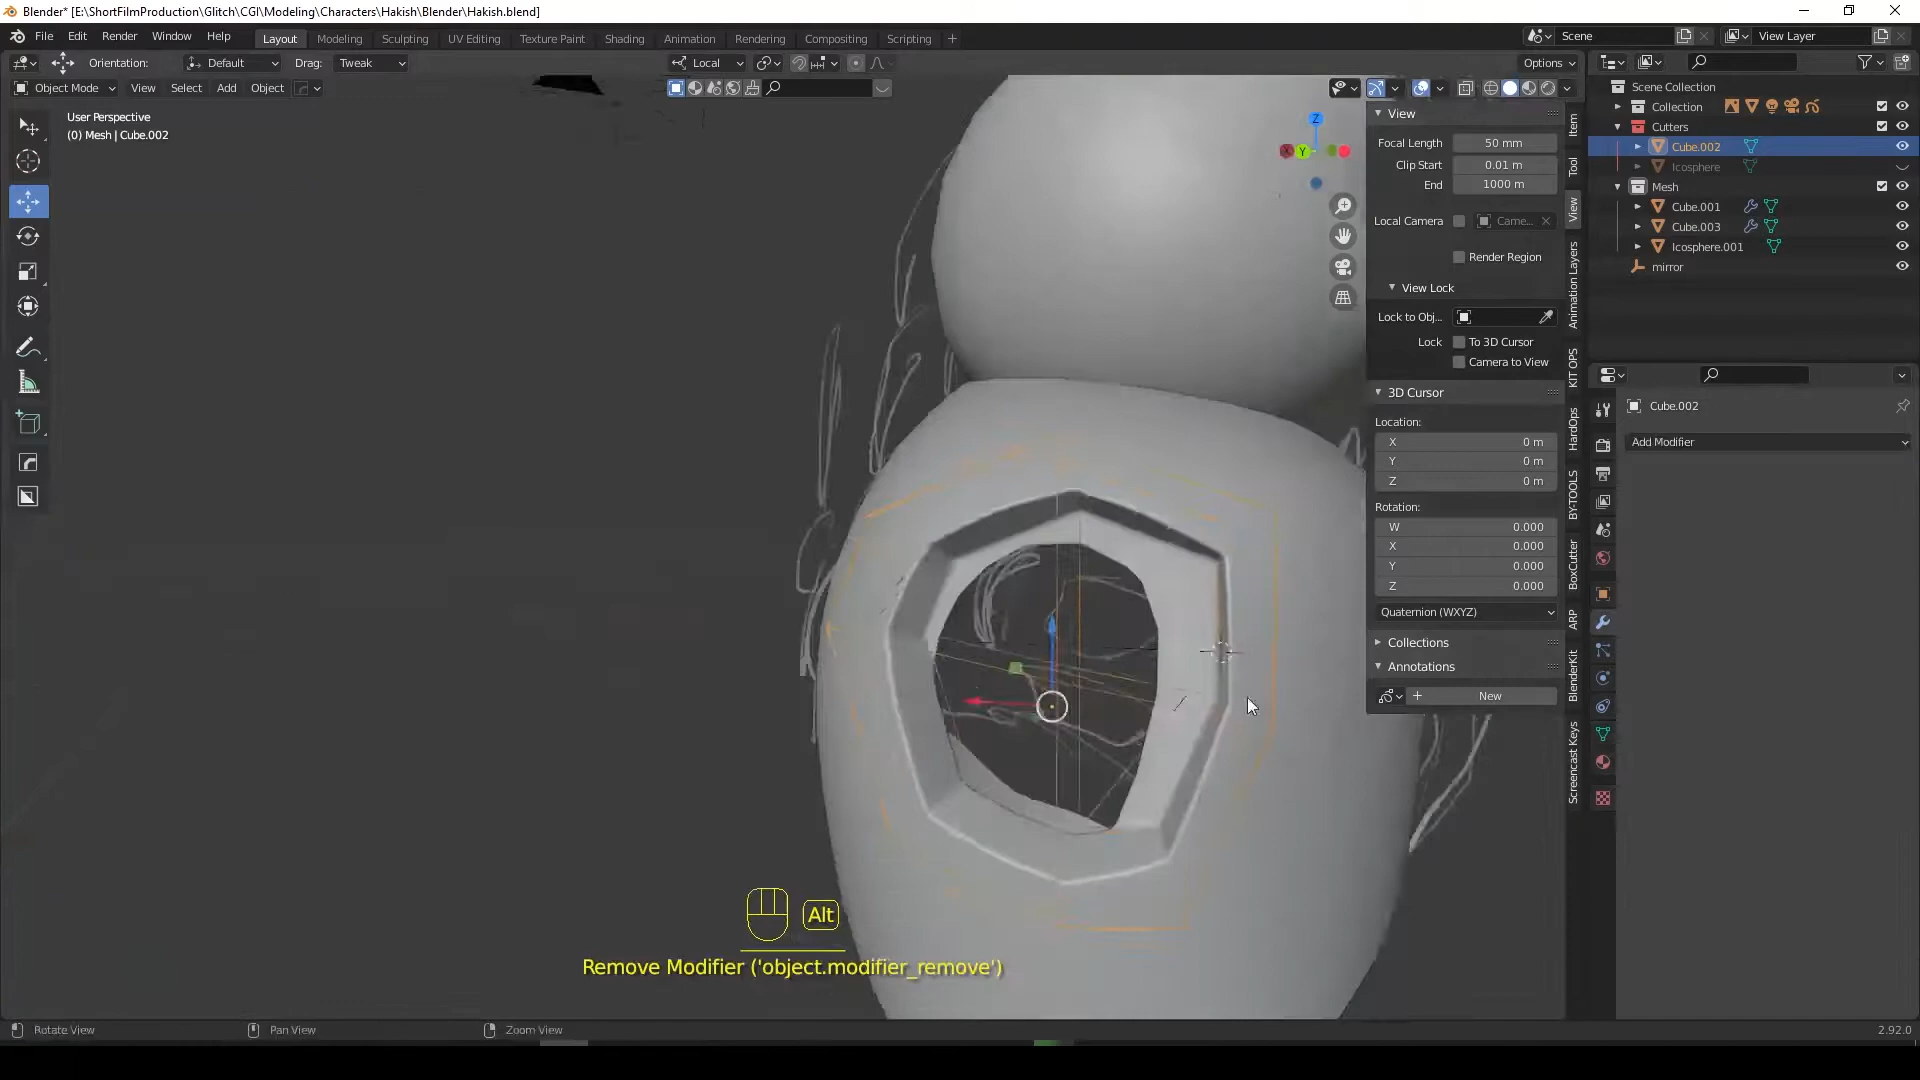 Blender* [E:\ShortFilmProduction\Glitch\CGI\Modeling\Characters\Hakish\Blender\Hakish.blend]
File Edit Render Window Help
Layout Modeling Sculpting UV Editing Texture Paint Shading Animation Rendering Compositing Scripting +
Scene View Layer
Orientation: Default Drag: Tweak Local Options
Object Mode View Select Add Object
User Perspective
(0) Mesh | Cube.002
Z
X Y
View
Focal Length 50 mm
Clip Start 0.01 m
End 1000 m
Local Camera Came...
Render Region
View Lock
Lock to Obj...
Lock To 3D Cursor
Camera to View
3D Cursor
Location:
X 0 m
Y 0 m
Z 0 m
Rotation:
W 0.000
X 0.000
Y 0.000
Z 0.000
Quaternion (WXYZ)
Collections
Annotations
+ New
Item
Tool
View
Animation Layers
KIT OPS
HardOps
BY-TOOLS
BoxCutter
ARP
BlenderKit
Screencast Keys
Scene Collection
Collection
Cutters
Cube.002
Icosphere
Mesh
Cube.001
Cube.003
Icosphere.001
mirror
Cube.002
Add Modifier
Alt
Remove Modifier ('object.modifier_remove')
Rotate View Pan View Zoom View
2.92.0